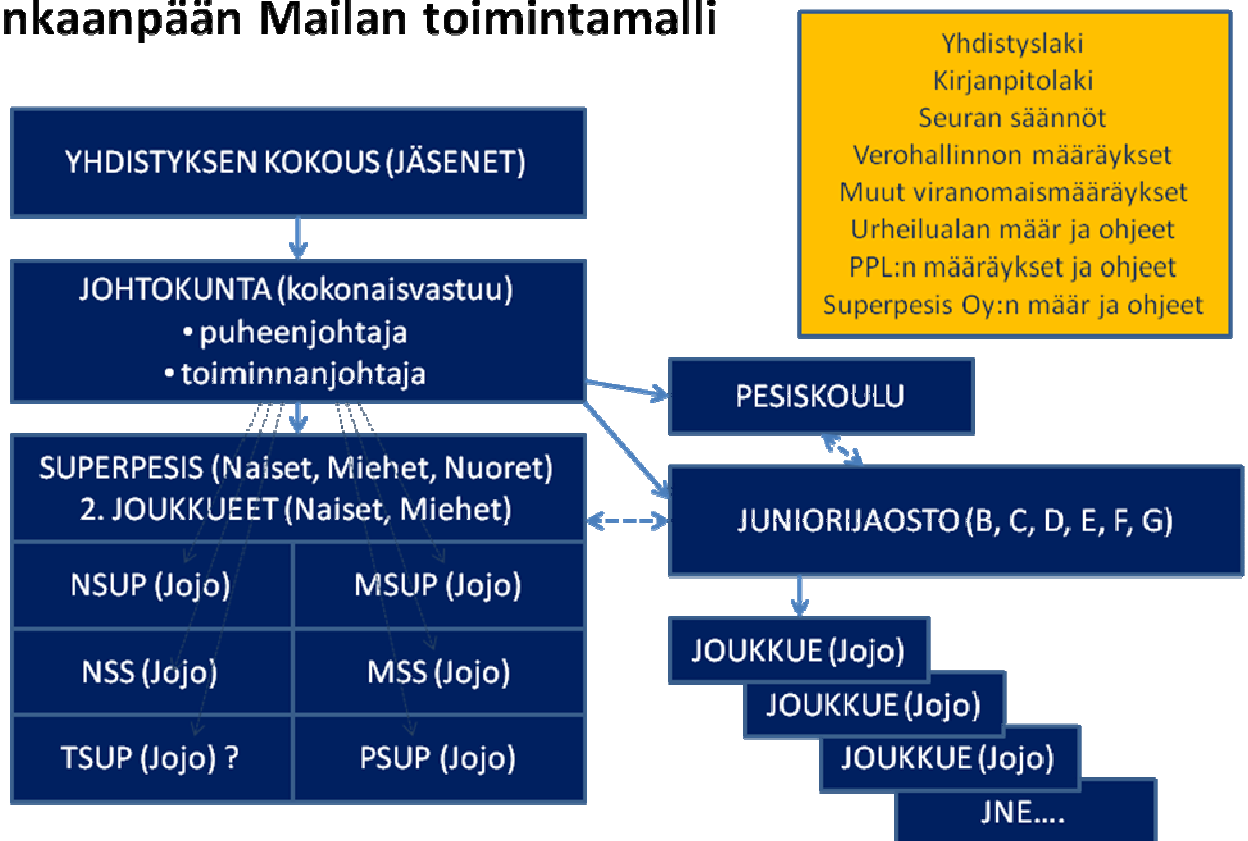 nkaanpään Mailan toimintamalli
Yhdistyslaki
Kirjanpitolaki
Seuran säännöt
Verohallinnon määräykset
Muut viranomaismääräykset
Urheilualan määr ja ohjeet
PPL:n määräykset ja ohjeet
Superpesis Oy:n määr ja ohjeet
YHDISTYKSEN KOKOUS (JÄSENET)
JOHTOKUNTA (kokonaisvastuu)
• puheenjohtaja
• toiminnanjohtaja
PESISKOULU
SUPERPESIS (Naiset, Miehet, Nuoret)
2. JOUKKUEET (Naiset, Miehet)
JUNIORIJAOSTO (B, C, D, E, F, G)
NSUP (Jojo)
MSUP (Jojo)
NSS (Jojo)
MSS (Jojo)
TSUP (Jojo) ?
PSUP (Jojo)
JOUKKUE (Jojo)
JOUKKUE (Jojo)
JOUKKUE (Jojo)
JNE....